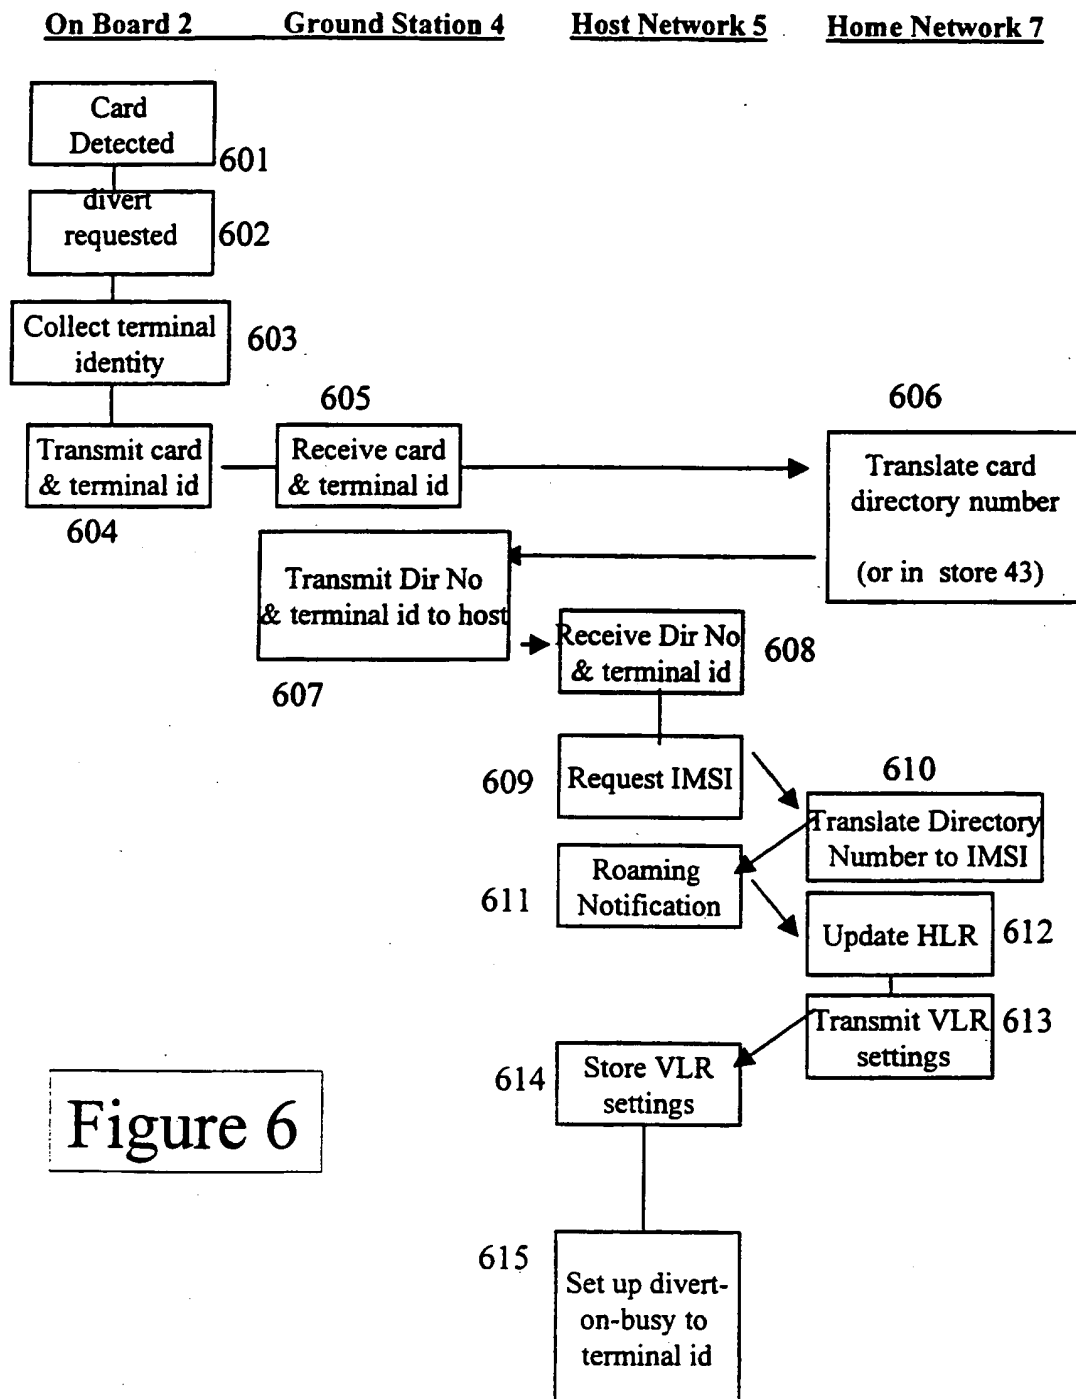 On Board 2 Ground Station 4 Host Network 5 Home Network 7
Card
Detected
601
divert
requested
602
Collect terminal
identity
603
605
606
Transmit card
& terminal id
604
Receive card
& terminal id
Translate card
directory number
(or in store 43)
Transmit Dir No
& terminal id to host
607
Receive Dir No
& terminal id
608
609
Request IMSI
610
Translate Directory
Number to IMSI
611
Roaming
Notification
Update HLR
612
Transmit VLR
settings
613
614
Store VLR
settings
Figure 6
615
Set up divert-
on-busy to
terminal id